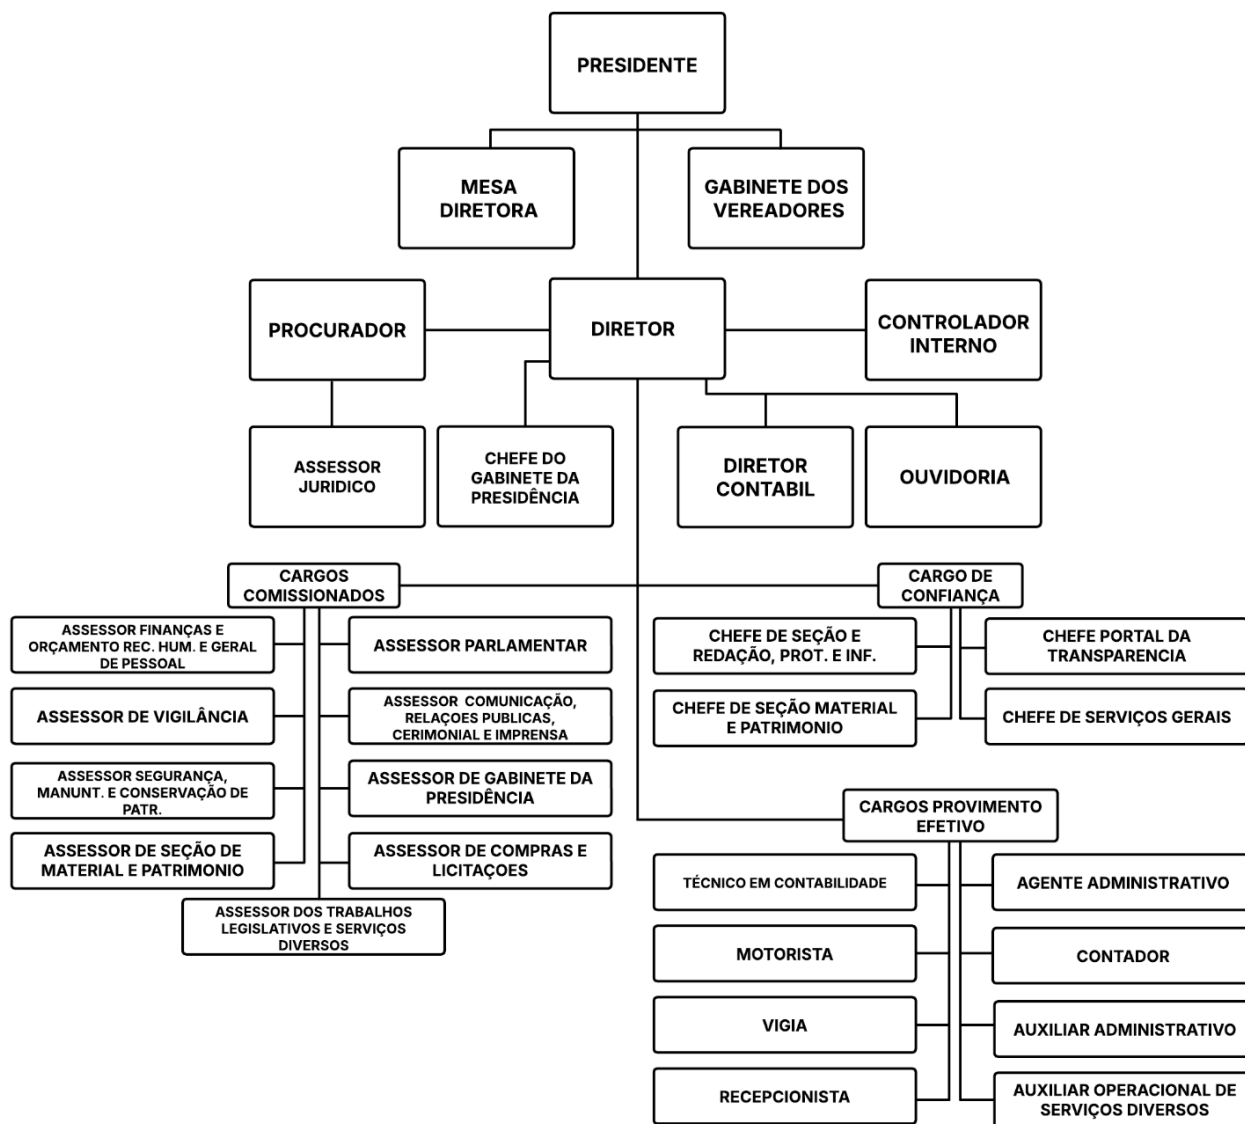 PRESIDENTE
MESA
DIRETORA
GABINETE DOS
VEREADORES
PROCURADOR
DIRETOR
CONTROLADOR
INTERNO
ASSESSOR
JURIDICO
CHEFE DO
GABINETE DA
PRESIDÊNCIA
DIRETOR
CONTABIL
OUVIDORIA
CARGOS
COMISSIONADOS
ASSESSOR FINANÇAS E
ORÇAMENTO REC. HUM. E GERAL
DE PESSOAL
ASSESSOR PARLAMENTAR
ASSESSOR DE VIGILÂNCIA
ASSESSOR COMUNICAÇÃO,
RELAÇOES PUBLICAS,
CERIMONIAL E IMPRENSA
ASSESSOR SEGURANÇA,
MANUNT. E CONSERVAÇÃO DE
PATR.
ASSESSOR DE GABINETE DA
PRESIDÊNCIA
ASSESSOR DE SEÇÃO DE
MATERIAL E PATRIMONIO
ASSESSOR DE COMPRAS E
LICITAÇOES
ASSESSOR DOS TRABALHOS
LEGISLATIVOS E SERVIÇOS
DIVERSOS
CARGO DE
CONFIANÇA
CHEFE DE SEÇÃO E
REDAÇÃO, PROT. E INF.
CHEFE PORTAL DA
TRANSPARENCIA
CHEFE DE SEÇÃO MATERIAL
E PATRIMONIO
CHEFE DE SERVIÇOS GERAIS
CARGOS PROVIMENTO
EFETIVO
TÉCNICO EM CONTABILIDADE
AGENTE ADMINISTRATIVO
MOTORISTA
CONTADOR
VIGIA
AUXILIAR ADMINISTRATIVO
RECEPCIONISTA
AUXILIAR OPERACIONAL DE
SERVIÇOS DIVERSOS